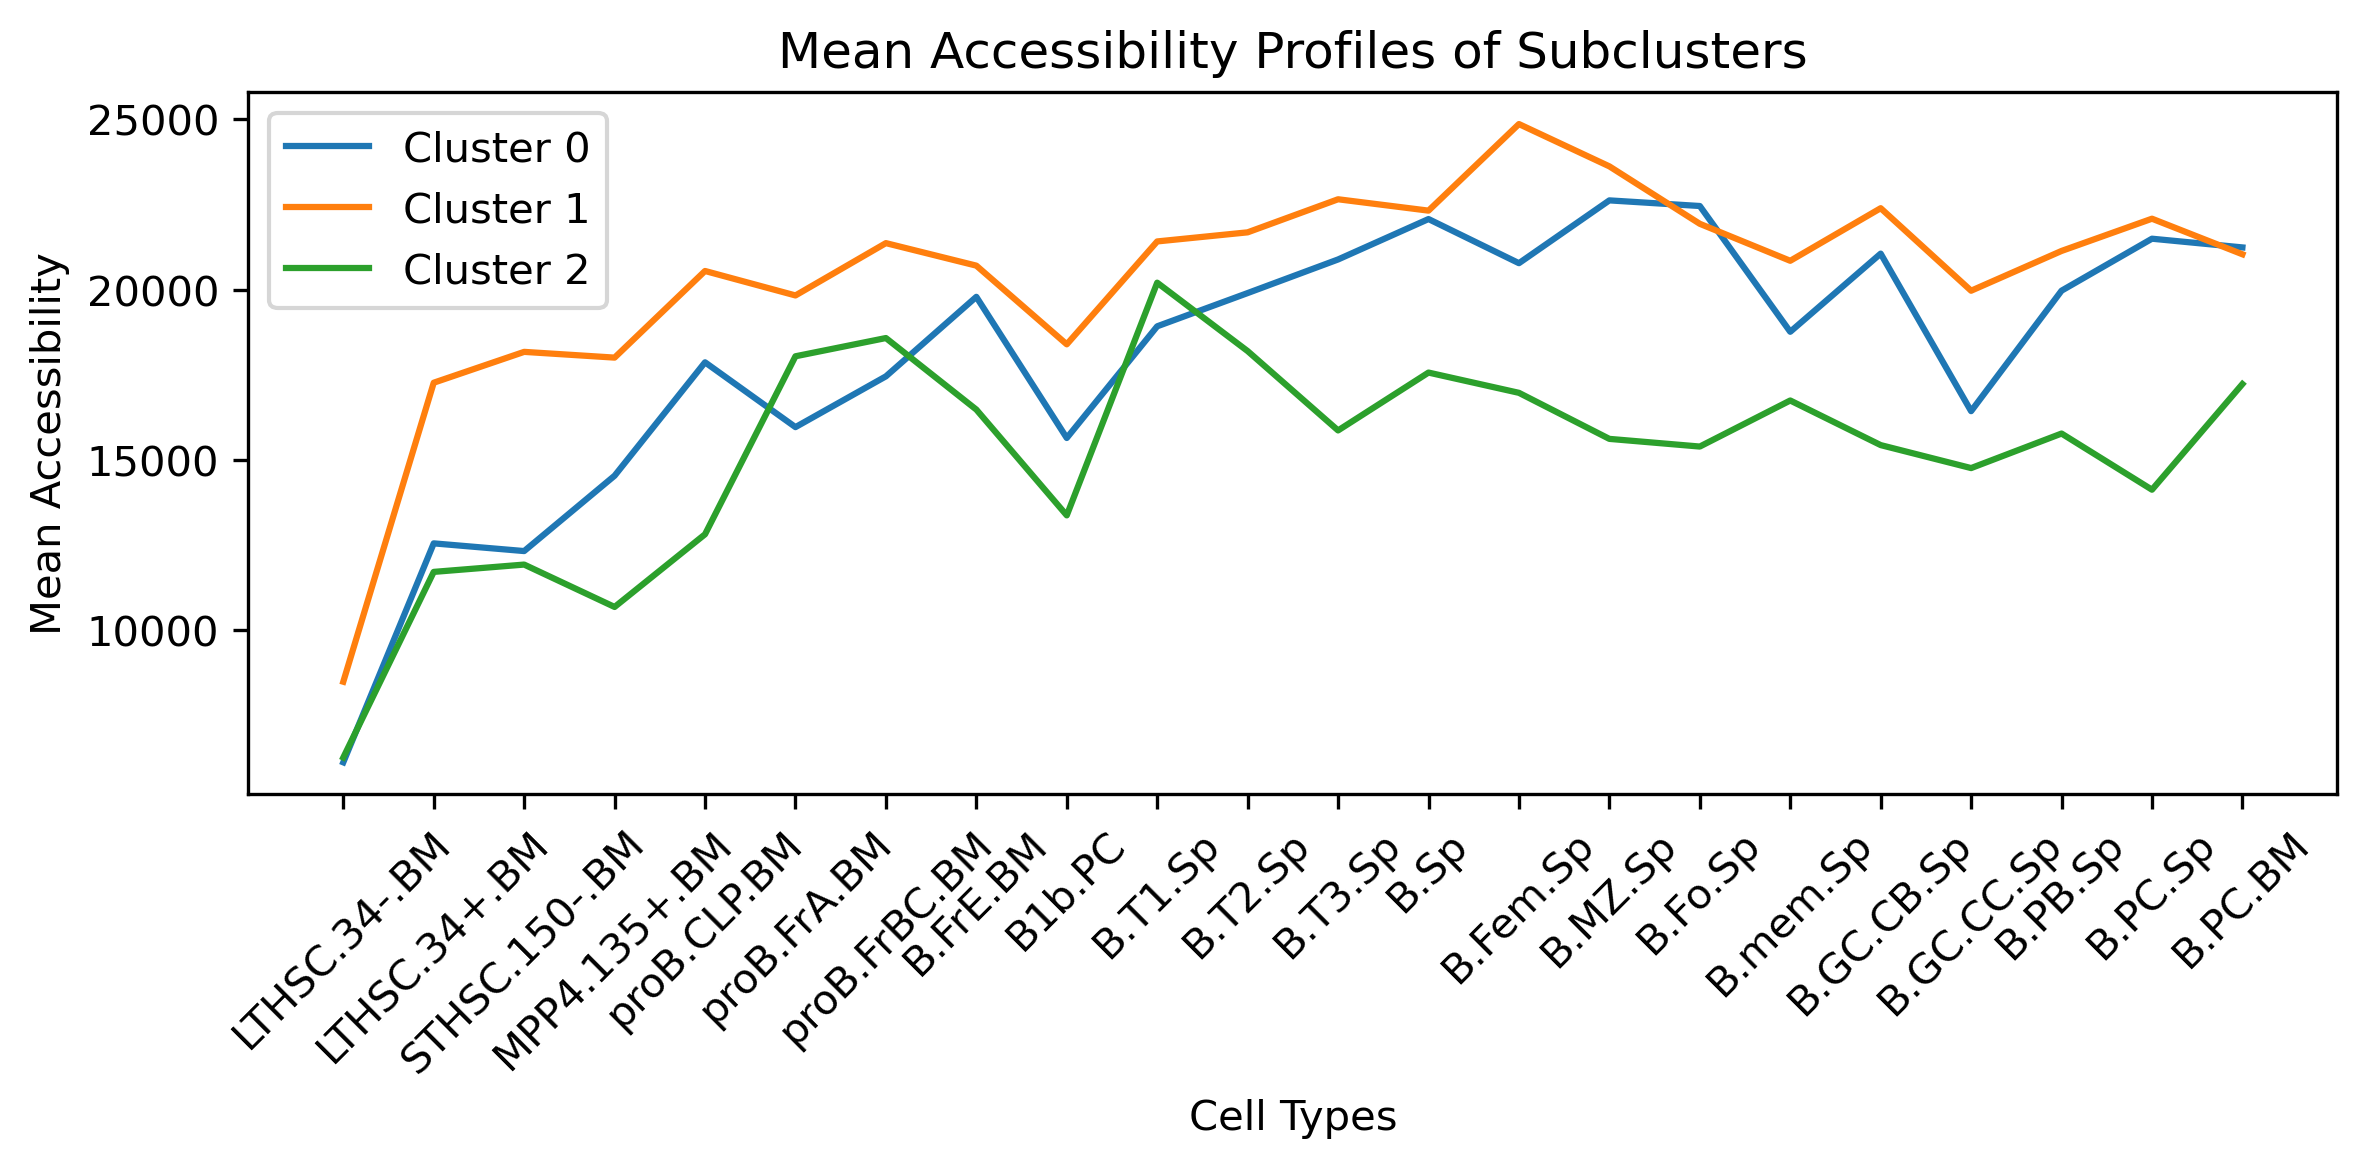 Mean Accessibility Profiles of Subclusters
Cluster 0
Cluster 1
Cluster 2
Mean Accessibility
25000
20000
15000
10000
LTHSC.34-.BM
LTHSC.34+.BM
STHSC.150-.BM
MPP4.135+.BM
proB.CLP.BM
proB.FrA.BM
proB.FrBC.BM
B.FrE.BM
B1b.PC
B.T1.Sp
B.T2.Sp
B.T3.Sp
B.Sp
B.Fem.Sp
B.MZ.Sp
B.Fo.Sp
B.mem.Sp
B.GC.CB.Sp
B.GC.CC.Sp
B.PB.Sp
B.PC.Sp
B.PC.BM
Cell Types